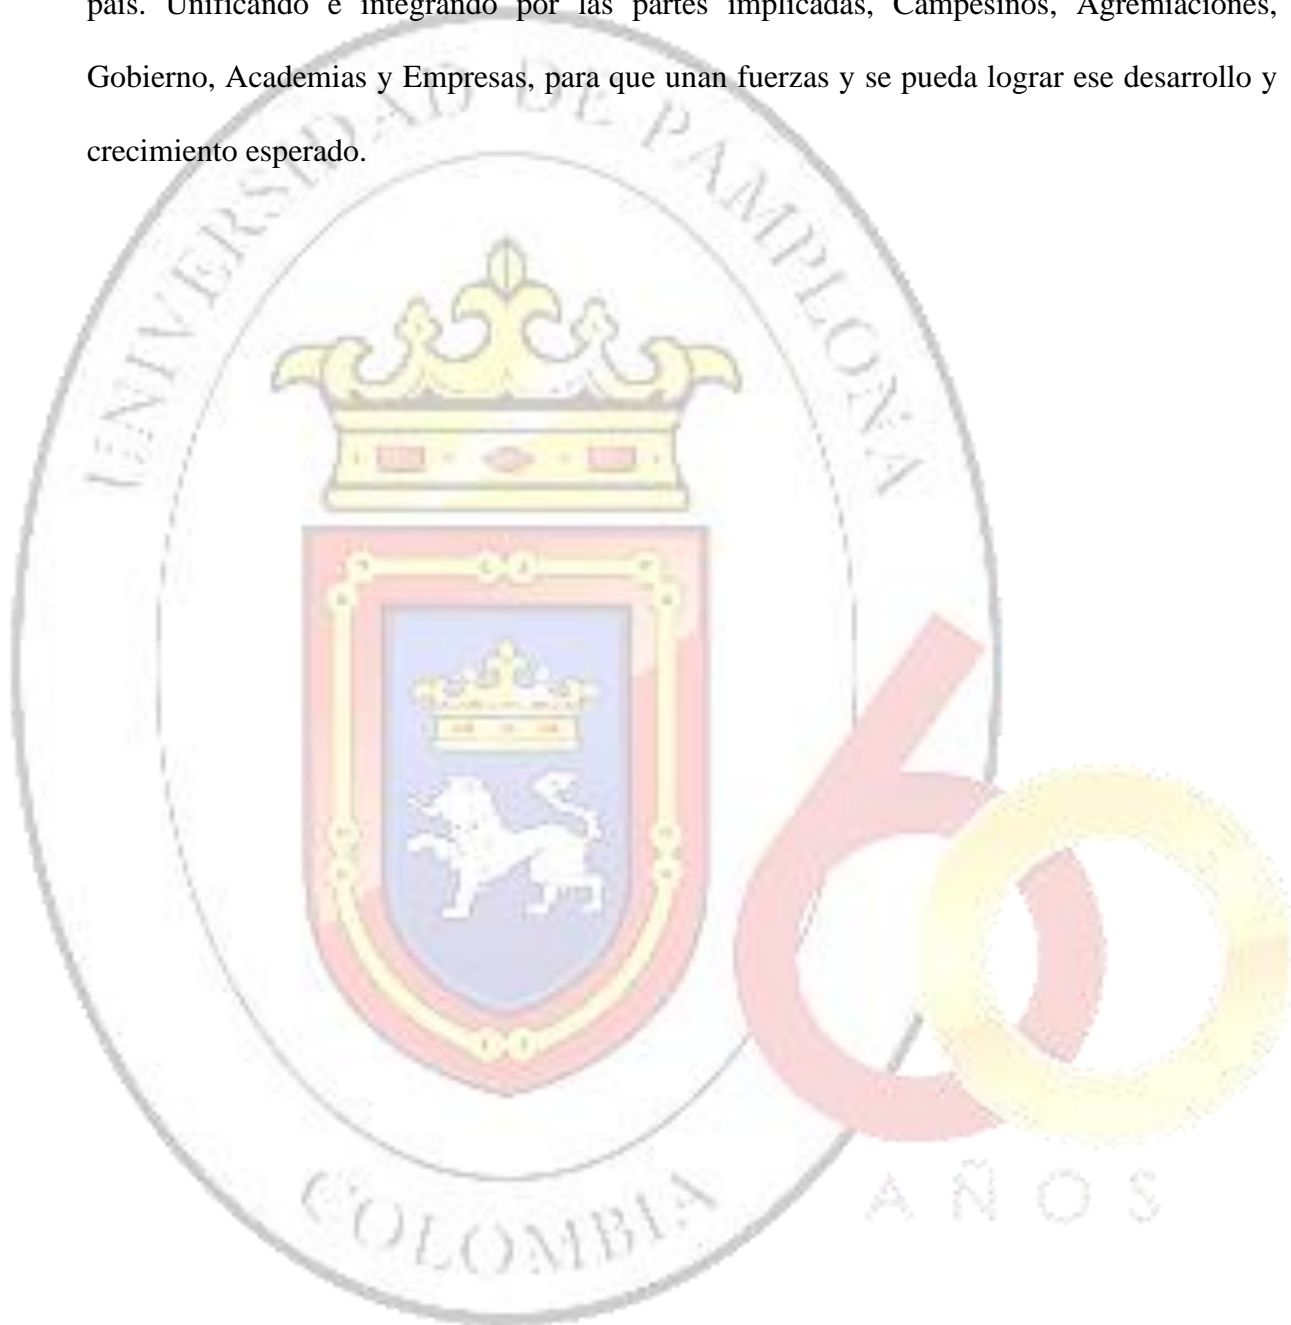 país. Unificando e integrando por las partes implicadas, Campesinos, Agremiaciones,
Gobierno, Academias y Empresas, para que unan fuerzas y se pueda lograr ese desarrollo y
crecimiento esperado.
UNIVERSIDAD DE PAMPLONA
COLOMBIA
60
AÑOS